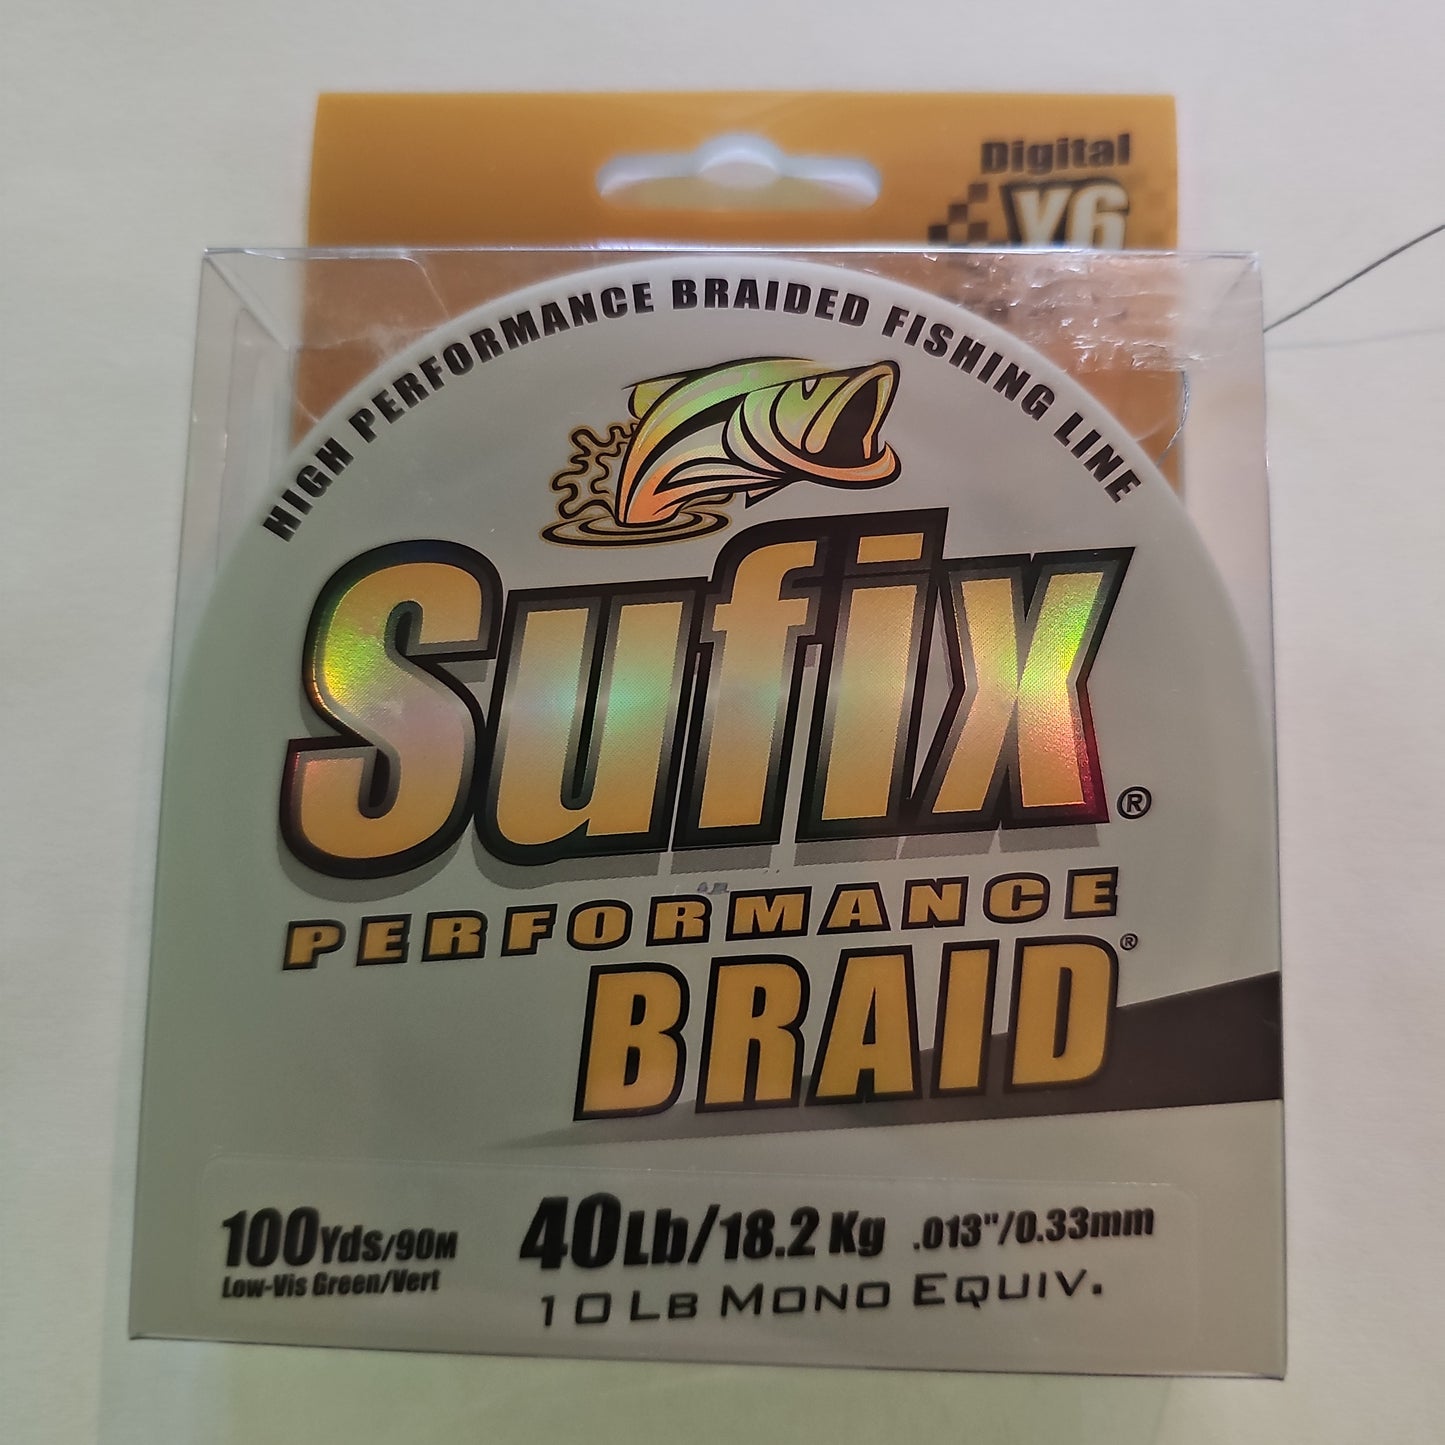 Digital
Y6
HIGH PERFORMANCE BRAIDED FISHING LINE
Sufix®
PERFORMANCE
BRAID®
100Yds/90M
Low-Vis Green/Vert
40Lb/18.2 Kg .013"/0.33mm
10 LB MONO EQUIV.